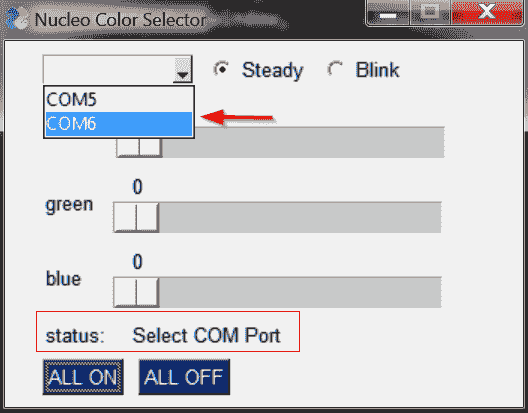 Nucleo Color Selector
Steady Blink
COM5
COM6
0
green
0
blue
status: Select COM Port
ALL ON ALL OFF